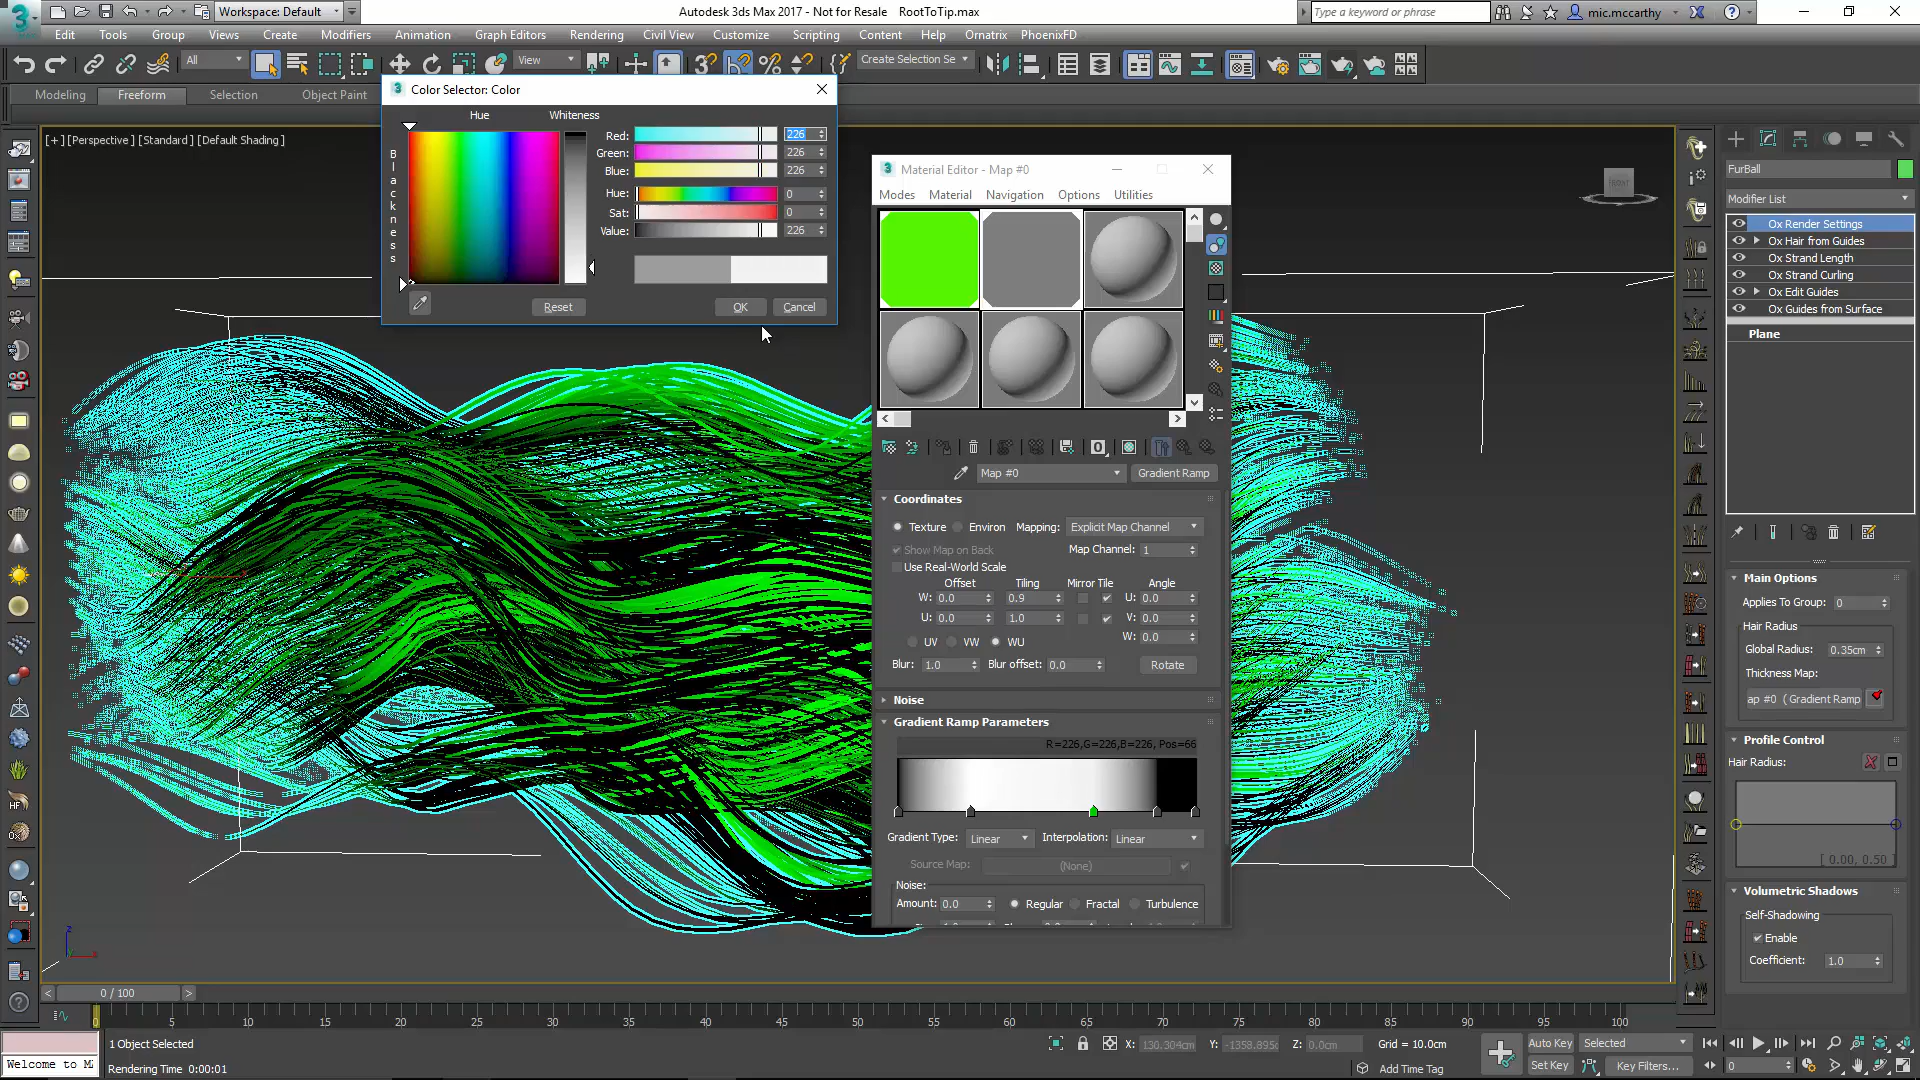 Workspace: Default
Autodesk 3ds Max 2017 - Not for Resale    RootToTip.max
Type a keyword or phrase
mic.mccarthy
Edit Tools Group Views Create Modifiers Animation Graph Editors Rendering Civil View Customize Scripting Content Help Ornatrix PhoenixFD
All
View
Create Selection Se
Modeling Freeform Selection Object Paint
[+] [Perspective] [Standard] [Default Shading]
Color Selector: Color
Hue Whiteness
Blackness
Red: 226
Green: 226
Blue: 226
Hue: 0
Sat: 0
Value: 226
Reset OK Cancel
Material Editor - Map #0
Modes Material Navigation Options Utilities
Map #0 Gradient Ramp
Coordinates
Texture Environ Mapping: Explicit Map Channel
Show Map on Back Map Channel: 1
Use Real-World Scale
Offset Tiling Mirror Tile Angle
W: 0.0 0.9 U: 0.0
U: 0.0 1.0 V: 0.0
UV VW WU W: 0.0
Blur: 1.0 Blur offset: 0.0 Rotate
Noise
Gradient Ramp Parameters
R=226,G=226,B=226, Pos=66
Gradient Type: Linear Interpolation: Linear
Source Map: (None)
Noise:
Amount: 0.0 Regular Fractal Turbulence
FurBall
Modifier List
Ox Render Settings
Ox Hair from Guides
Ox Strand Length
Ox Strand Curling
Ox Edit Guides
Ox Guides from Surface
Plane
Main Options
Applies To Group: 0
Hair Radius
Global Radius: 0.35cm
Thickness Map:
ap #0 ( Gradient Ramp
Profile Control
Hair Radius:
[ 0.00, 0.50 ]
Volumetric Shadows
Self-Shadowing
Enable
Coefficient: 1.0
0 / 100
0 5 10 15 20 25 30 35 40 45 50 55 60 65 70 75 80 85 90 95 100
1 Object Selected
X: 130.304cm Y: -1358.895c Z: 0.0cm Grid = 10.0cm
Auto Key Selected
Welcome to M
Rendering Time 0:00:01
Add Time Tag
Set Key Key Filters...
0